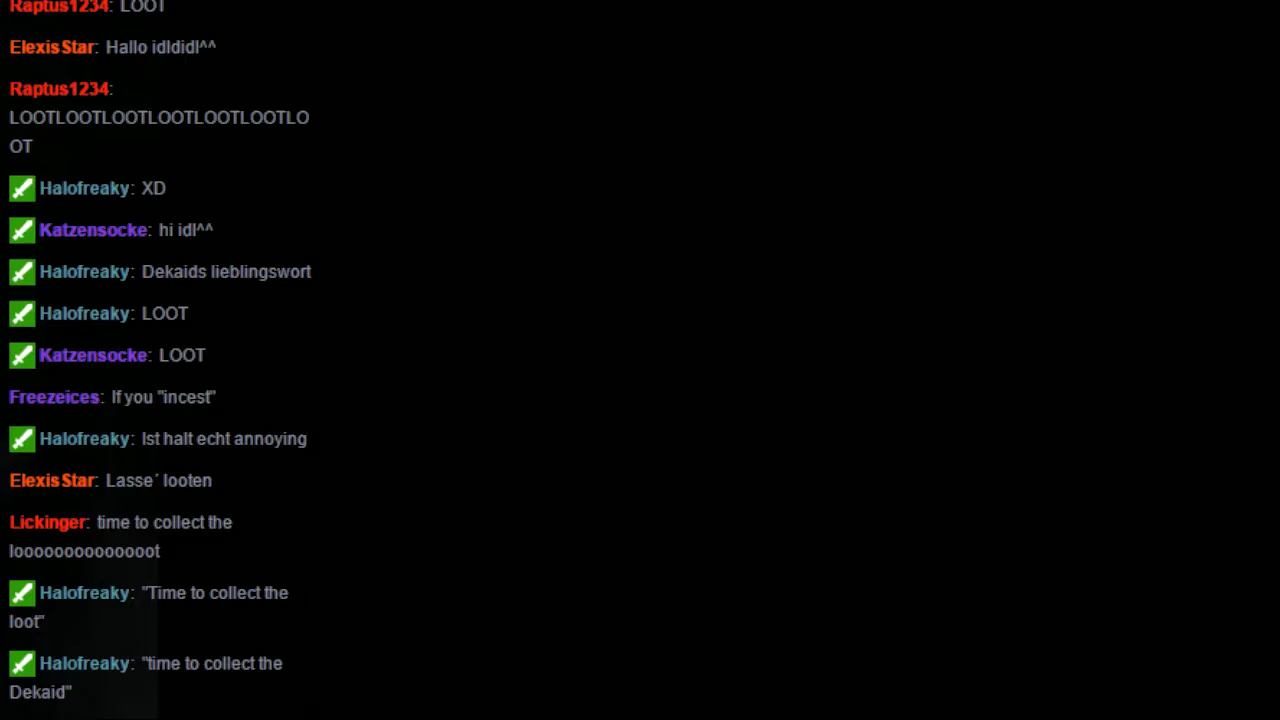 Raptus1234: LOOT
ElexisStar: Hallo idldidl^^
Raptus1234:
LOOTLOOTLOOTLOOTLOOTLOOTLO
OT
Halofreaky: XD
Katzensocke: hi idl^^
Halofreaky: Dekaids lieblingswort
Halofreaky: LOOT
Katzensocke: LOOT
Freezeices: If you "incest"
Halofreaky: Ist halt echt annoying
ElexisStar: Lasse´ looten
Lickinger: time to collect the
looooooooooooooot
Halofreaky: "Time to collect the
loot"
Halofreaky: "time to collect the
Dekaid"